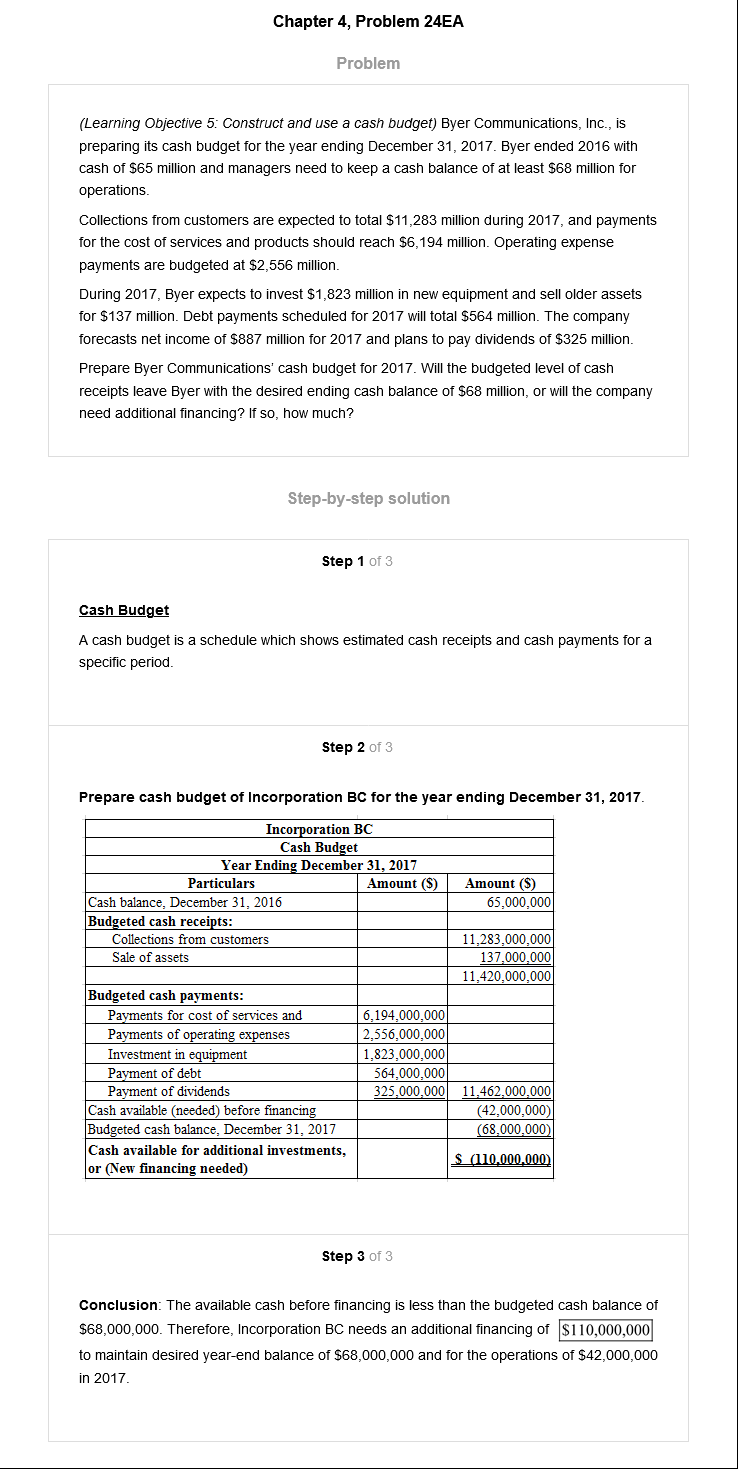 Chapter 4, Problem 24EA
Problem
(Learning Objective 5: Construct and use a cash budget) Byer Communications, Inc., is
preparing its cash budget for the year ending December 31, 2017. Byer ended 2016 with
cash of $65 million and managers need to keep a cash balance of at least $68 million for
operations.
Collections from customers are expected to total $11,283 million during 2017, and payments
for the cost of services and products should reach $6,194 million. Operating expense
payments are budgeted at $2,556 million.
During 2017, Byer expects to invest $1,823 million in new equipment and sell older assets
for $137 million. Debt payments scheduled for 2017 will total $564 million. The company
forecasts net income of $887 million for 2017 and plans to pay dividends of $325 million.
Prepare Byer Communications' cash budget for 2017. Will the budgeted level of cash
receipts leave Byer with the desired ending cash balance of $68 million, or will the company
need additional financing? If so, how much?
Step-by-step solution
Step 1 of 3
Cash Budget
A cash budget is a schedule which shows estimated cash receipts and cash payments for a
specific period.
Step 2 of 3
Prepare cash budget of Incorporation BC for the year ending December 31, 2017.
Incorporation BC
Cash Budget
Year Ending December 31, 2017
Particulars Amount ($) Amount ($)
Cash balance, December 31, 2016 65,000,000
Budgeted cash receipts:
Collections from customers 11,283,000,000
Sale of assets 137,000,000
11,420,000,000
Budgeted cash payments:
Payments for cost of services and 6,194,000,000
Payments of operating expenses 2,556,000,000
Investment in equipment 1,823,000,000
Payment of debt 564,000,000
Payment of dividends 325,000,000 11,462,000,000
Cash available (needed) before financing (42,000,000)
Budgeted cash balance, December 31, 2017 (68,000,000)
Cash available for additional investments,
or (New financing needed) $ (110,000,000)
Step 3 of 3
Conclusion: The available cash before financing is less than the budgeted cash balance of
$68,000,000. Therefore, Incorporation BC needs an additional financing of $110,000,000
to maintain desired year-end balance of $68,000,000 and for the operations of $42,000,000
in 2017.